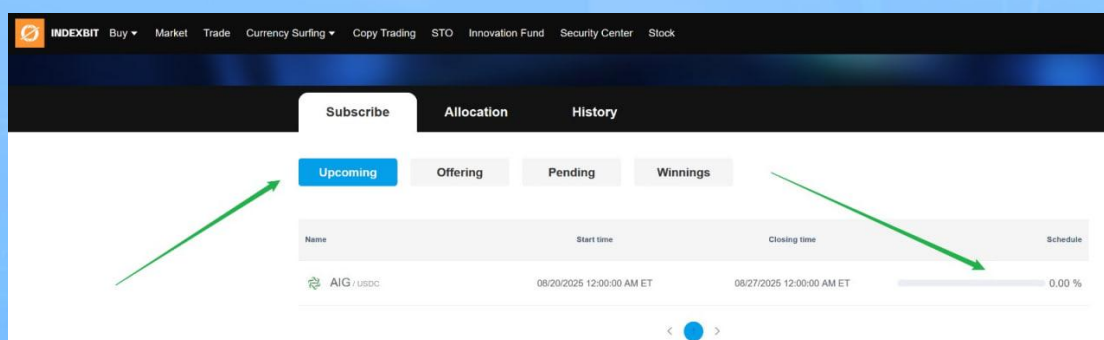 INDEXBIT Buy Market Trade Currency Surfing Copy Trading STO Innovation Fund Security Center Stock
Subscribe Allocation History
Upcoming Offering Pending Winnings
Name Start time Closing time Schedule
AIG / USDC 08/20/2025 12:00:00 AM ET 08/27/2025 12:00:00 AM ET 0.00 %